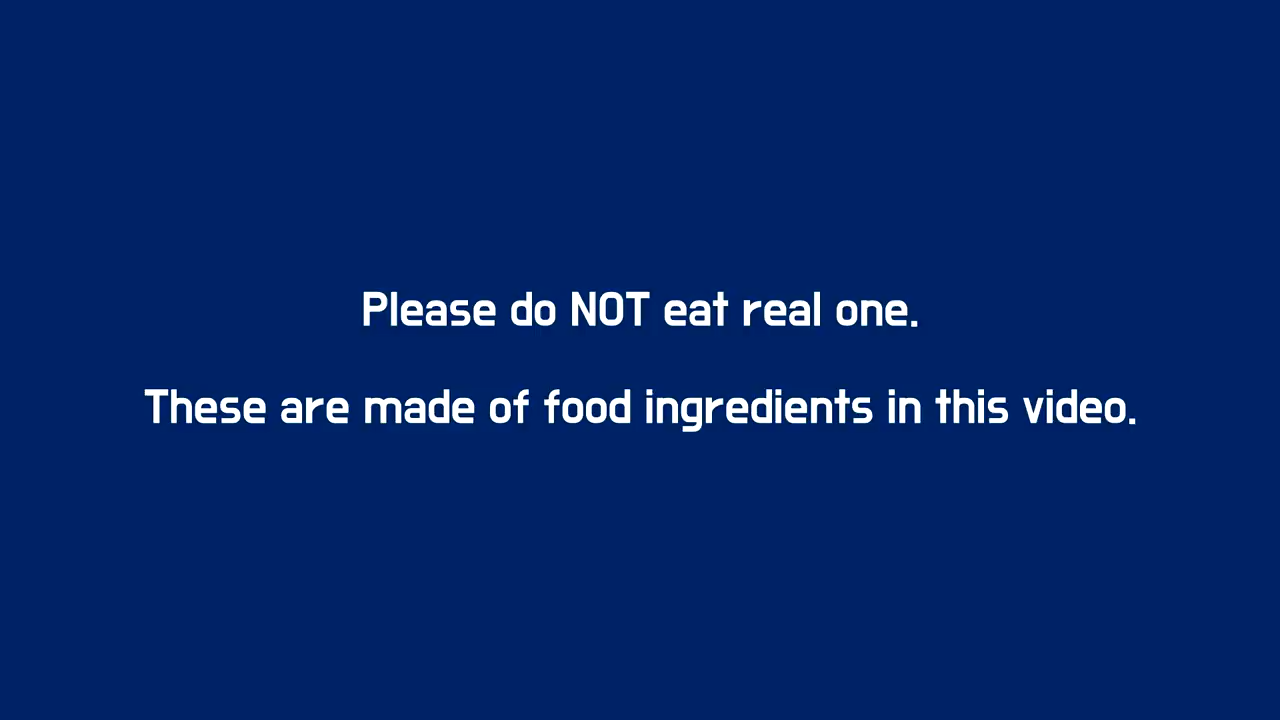 Please do NOT eat real one.
These are made of food ingredients in this video.